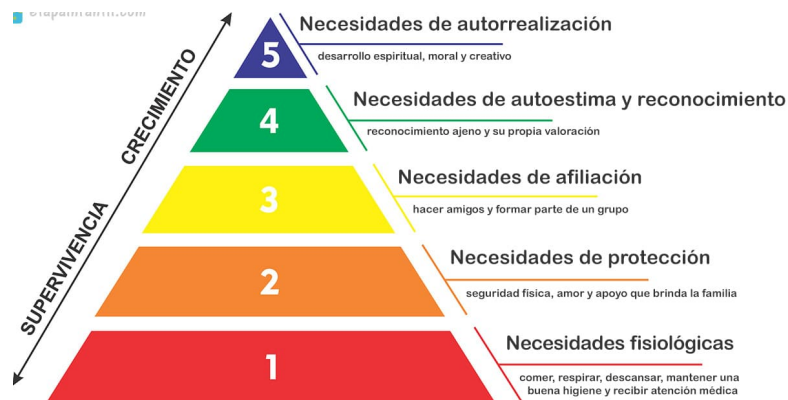 Necesidades de autorrealización
5
desarrollo espiritual, moral y creativo
CRECIMIENTO
Necesidades de autoestima y reconocimiento
4
reconocimiento ajeno y su propia valoración
Necesidades de afiliación
3
hacer amigos y formar parte de un grupo
SUPERVIVENCIA
Necesidades de protección
2
seguridad física, amor y apoyo que brinda la familia
Necesidades fisiológicas
1
comer, respirar, descansar, mantener una
buena higiene y recibir atención médica